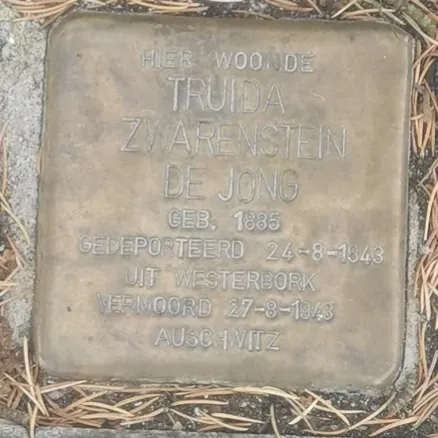 HIER WOONDE
TRUIDA
ZWARENSTEIN
DE JONG
GEB. 1885
GEDEPORTEERD 24-8-1943
UIT WESTERBORK
VERMOORD 27-8-1943
AUSCHWITZ